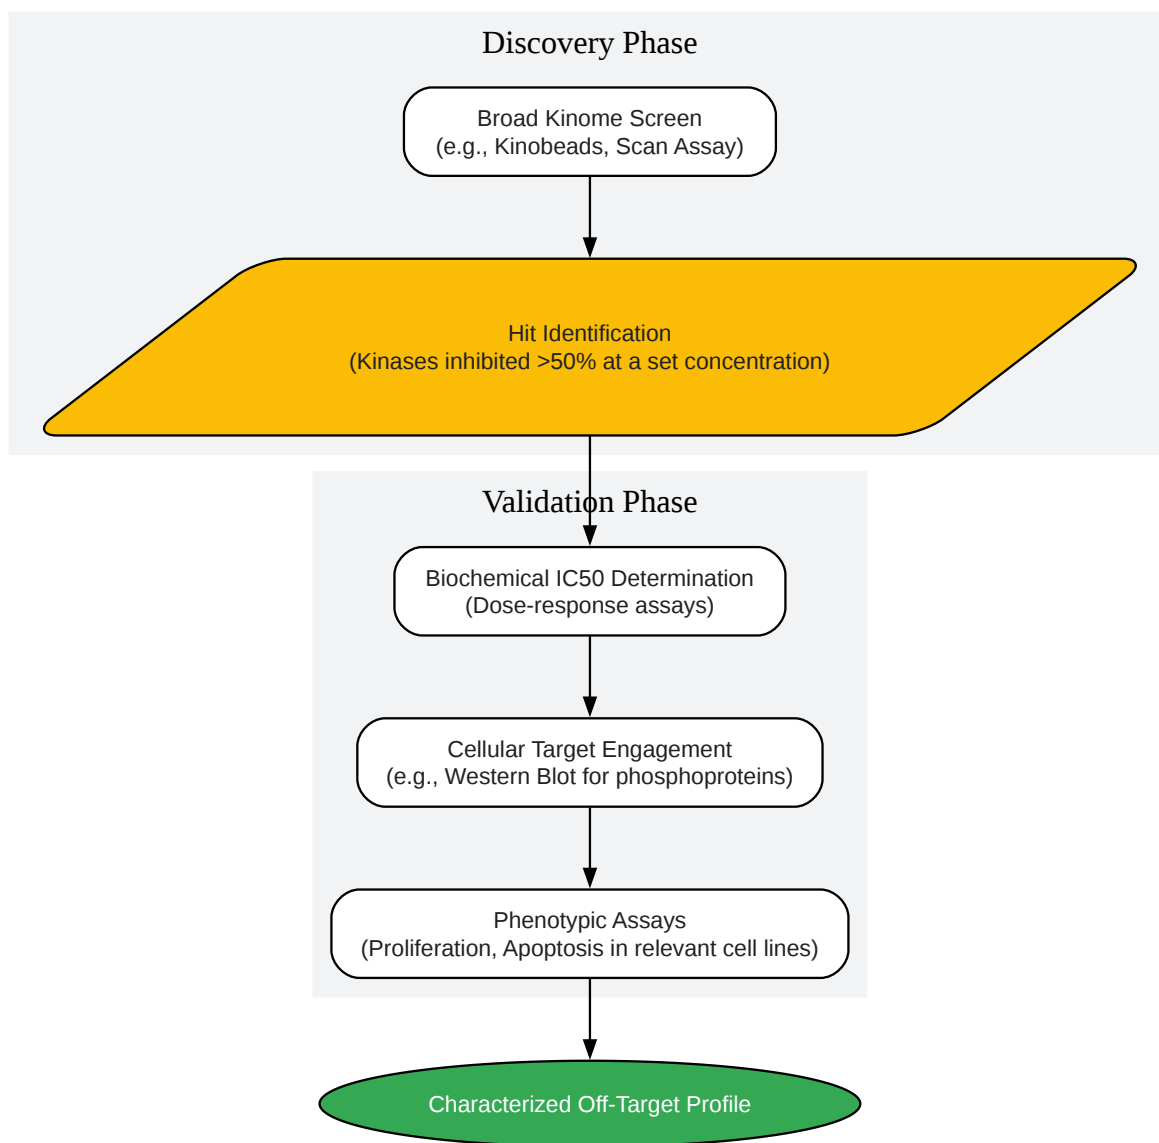 Discovery Phase
Broad Kinome Screen
(e.g., Kinobeads, Scan Assay)
Hit Identification
(Kinases inhibited >50% at a set concentration)
Validation Phase
Biochemical IC50 Determination
(Dose-response assays)
Cellular Target Engagement
(e.g., Western Blot for phosphoproteins)
Phenotypic Assays
(Proliferation, Apoptosis in relevant cell lines)
Characterized Off-Target Profile